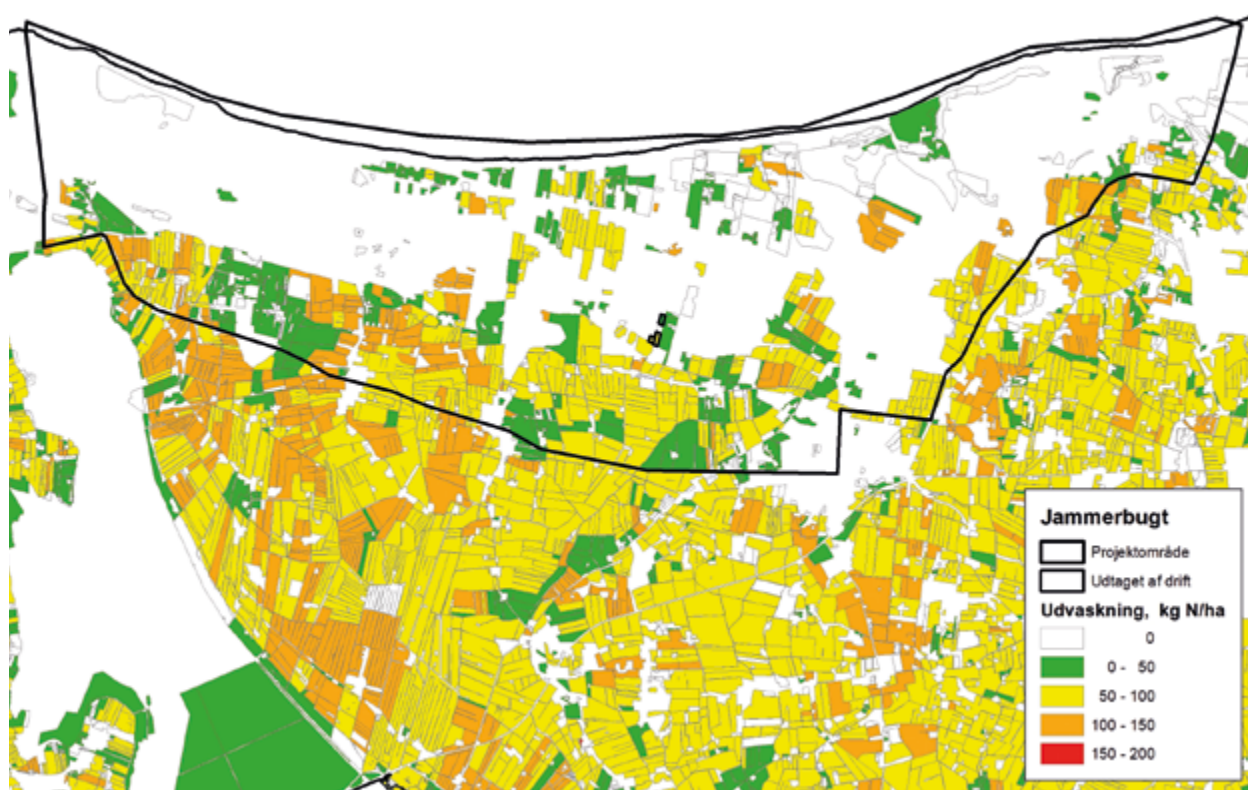 Jammerbugt
Projektområde
Udtaget af drift
Udvaskning, kg N/ha
0
0 - 50
50 - 100
100 - 150
150 - 200